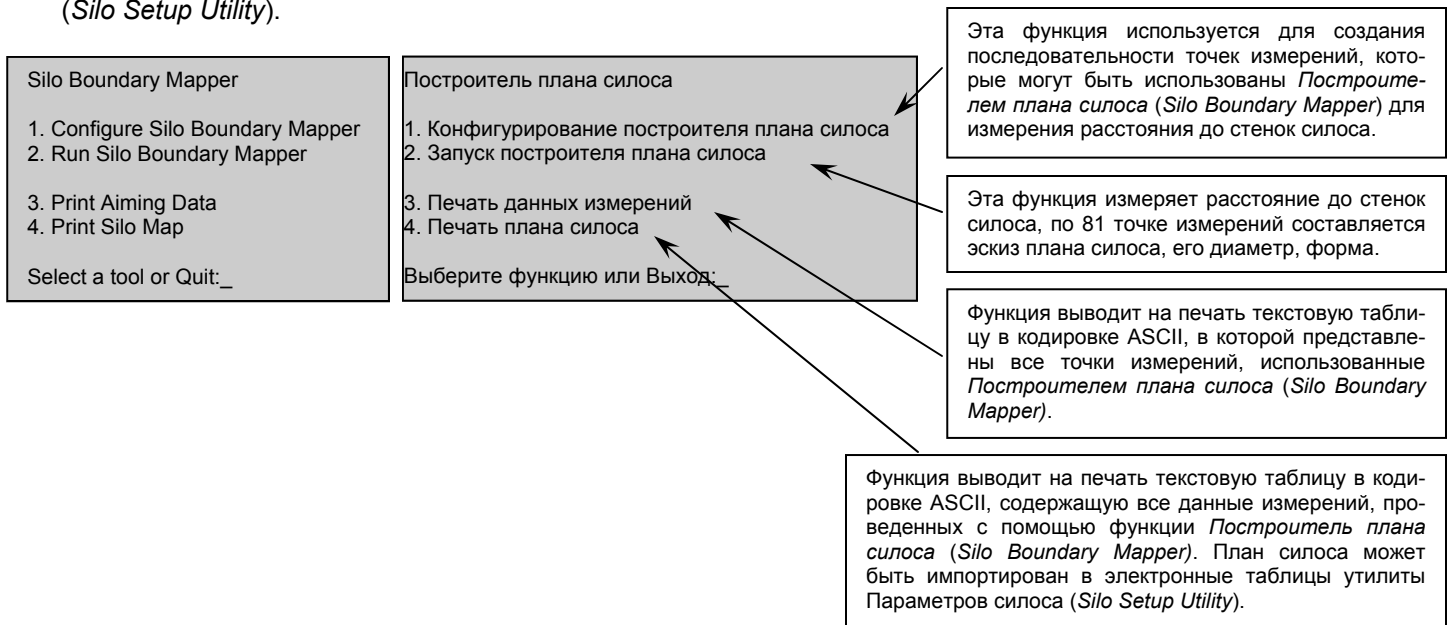 (Silo Setup Utility).
Silo Boundary Mapper
1. Configure Silo Boundary Mapper
2. Run Silo Boundary Mapper
3. Print Aiming Data
4. Print Silo Map
Select a tool or Quit:_
Построитель плана силоса
1. Конфигурирование построителя плана силоса
2. Запуск построителя плана силоса
3. Печать данных измерений
4. Печать плана силоса
Выберите функцию или Выход:_
Эта функция используется для создания
последовательности точек измерений, кото-
рые могут быть использованы Построите-
лем плана силоса (Silo Boundary Mapper) для
измерения расстояния до стенок силоса.
Эта функция измеряет расстояние до стенок
силоса, по 81 точке измерений составляется
эскиз плана силоса, его диаметр, форма.
Функция выводит на печать текстовую табли-
цу в кодировке ASCII, в которой представле-
ны все точки измерений, использованные
Построителем плана силоса (Silo Boundary
Mapper).
Функция выводит на печать текстовую таблицу в коди-
ровке ASCII, содержащую все данные измерений, про-
веденных с помощью функции Построитель плана
силоса (Silo Boundary Mapper). План силоса может
быть импортирован в электронные таблицы утилиты
Параметров силоса (Silo Setup Utility).